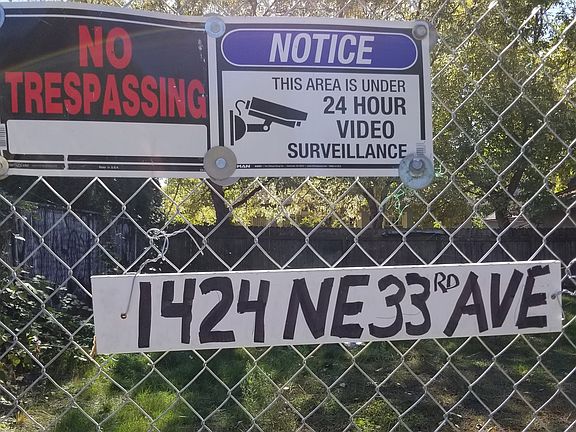 NO
TRESPASSING
NOTICE
THIS AREA IS UNDER
24 HOUR
VIDEO
SURVEILLANCE
1424 NE 33RD AVE